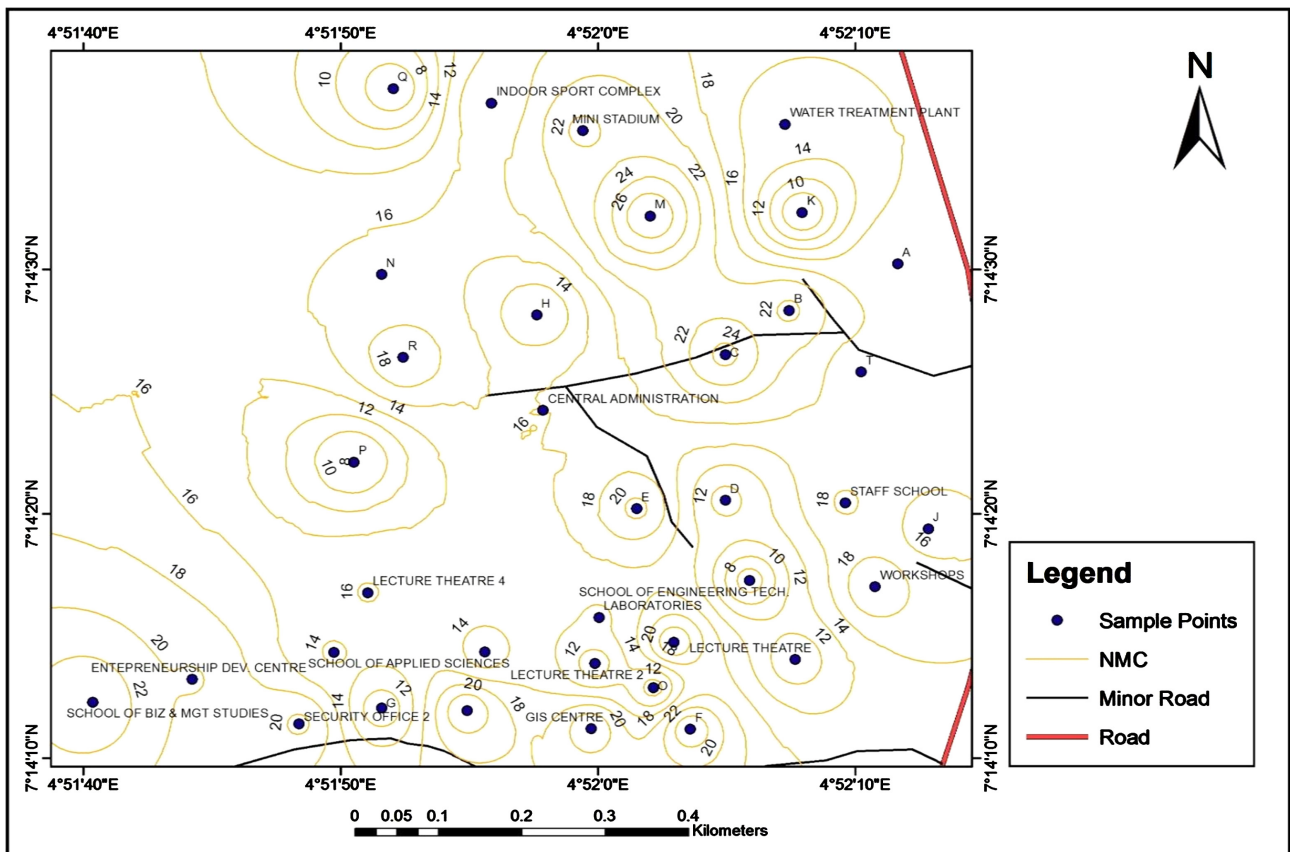 4°51'40"E 4°51'50"E 4°52'0"E 4°52'10"E
N
Q
8
12
10
14
INDOOR SPORT COMPLEX
18
20
22
MINI STADIUM
WATER TREATMENT PLANT
14
24
22
16
10
26
M
12
K
16
A
7°14'30"N
7°14'30"N
N
14
H
B
22
22
24
R
18
C
T
16
12
14
CENTRAL ADMINISTRATION
16
P
8
10
16
18
20
E
12
D
18
STAFF SCHOOL
J
16
7°14'20"N
7°14'20"N
18
8
10
12
18
WORKSHOPS
LECTURE THEATRE 4
16
SCHOOL OF ENGINEERING TECH.
LABORATORIES
14
14
14
20
18
12
14
LECTURE THEATRE
12
20
ENTEPRENEURSHIP DEV. CENTRE
SCHOOL OF APPLIED SCIENCES
LECTURE THEATRE 2
12
O
22
14
12
G
20
18
SCHOOL OF BIZ & MGT STUDIES
20
SECURITY OFFICE 2
GIS CENTRE
20
18
22
F
20
7°14'10"N
7°14'10"N
4°51'40"E 4°51'50"E 4°52'0"E 4°52'10"E
0 0.05 0.1 0.2 0.3 0.4
Kilometers
Legend
Sample Points
NMC
Minor Road
Road